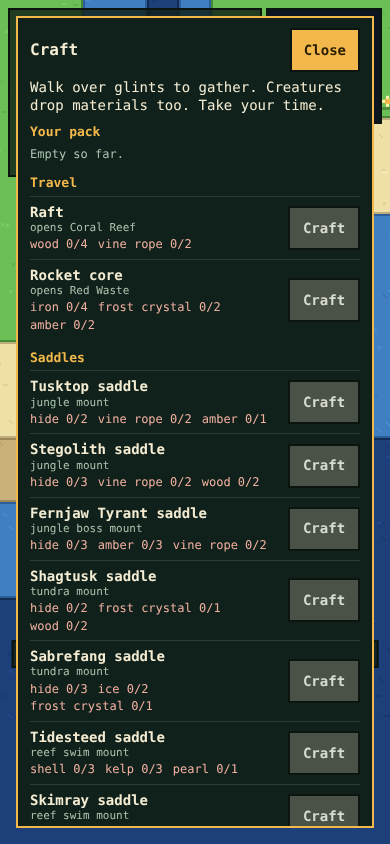 Craft
Close
Walk over glints to gather. Creatures
drop materials too. Take your time.
Your pack
Empty so far.
Travel
Raft
opens Coral Reef
wood 0/4 vine rope 0/2
Craft
Rocket core
opens Red Waste
iron 0/4 frost crystal 0/2
amber 0/2
Craft
Saddles
Tusktop saddle
jungle mount
hide 0/2 vine rope 0/2 amber 0/1
Craft
Stegolith saddle
jungle mount
hide 0/3 vine rope 0/2 wood 0/2
Craft
Fernjaw Tyrant saddle
jungle boss mount
hide 0/3 amber 0/3 vine rope 0/2
Craft
Shagtusk saddle
tundra mount
hide 0/2 frost crystal 0/1
wood 0/2
Craft
Sabrefang saddle
tundra mount
hide 0/3 ice 0/2
frost crystal 0/1
Craft
Tidesteed saddle
reef swim mount
shell 0/3 kelp 0/3 pearl 0/1
Craft
Skimray saddle
reef swim mount
Craft